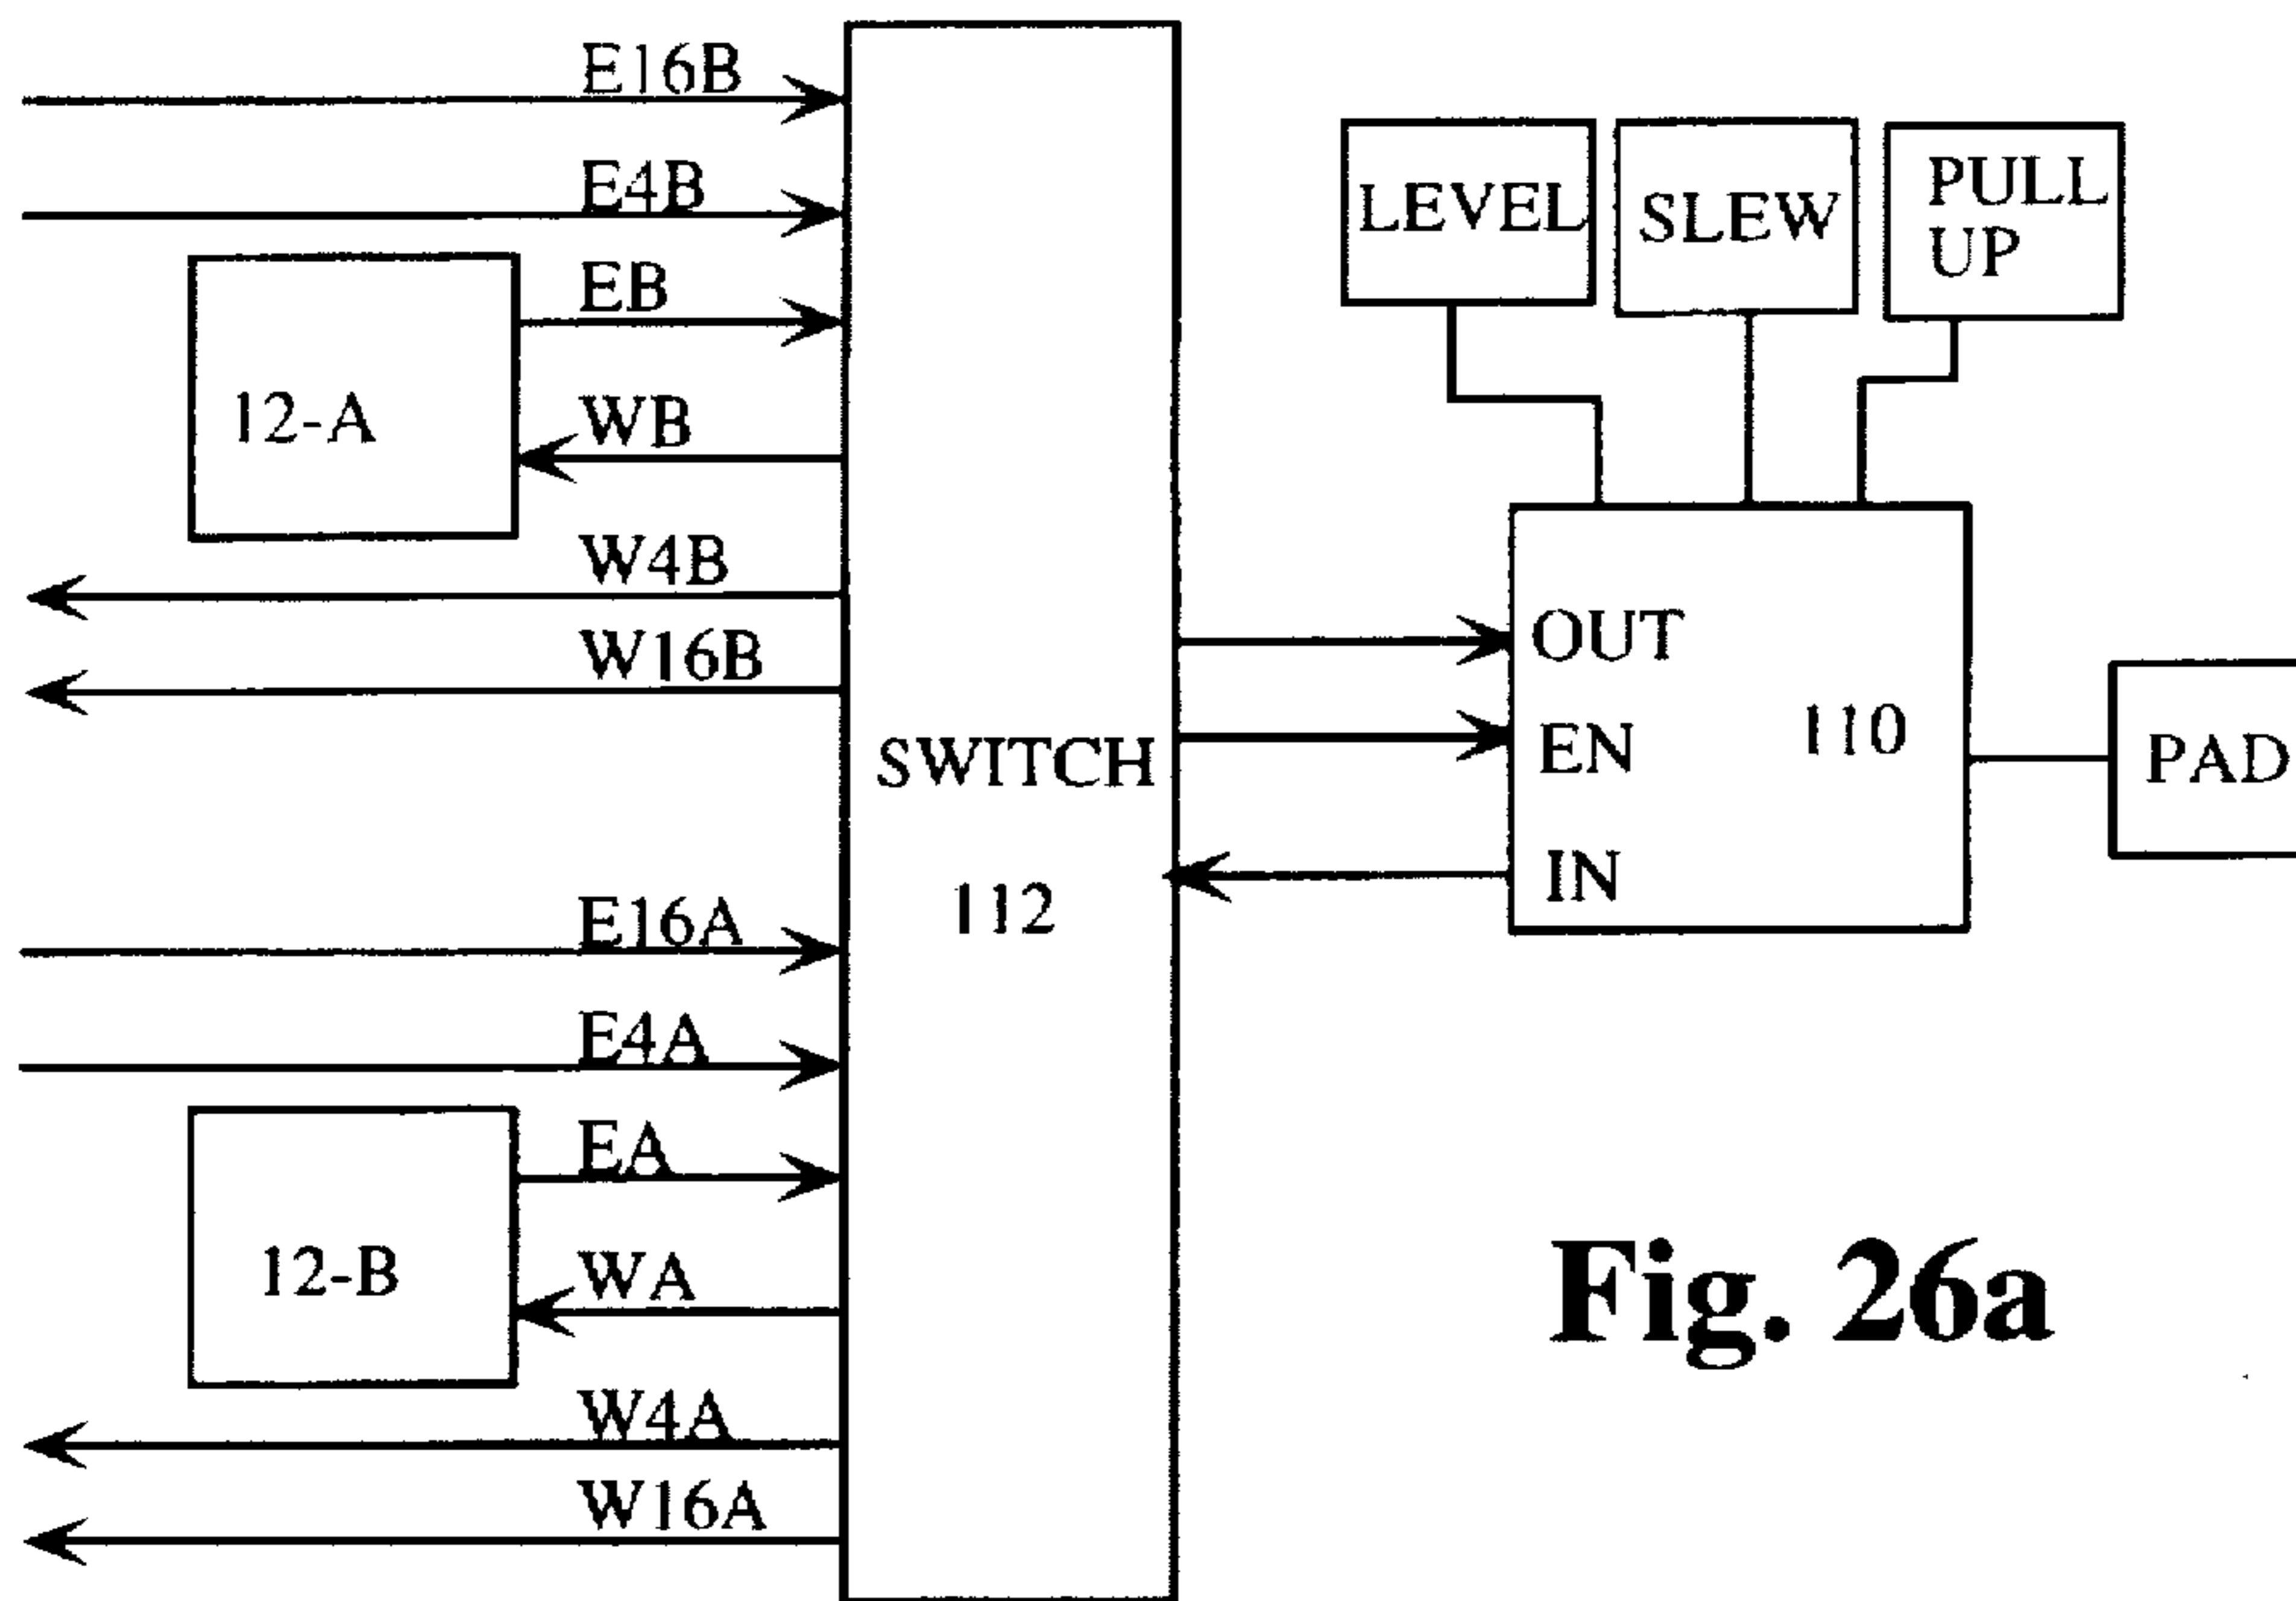 E16B
E4B
EB
12-A
WB
W4B
W16B
SWITCH
112
E16A
E4A
EA
12-B
WA
W4A
W16A
LEVEL
SLEW
PULL
UP
OUT
EN
IN
110
PAD
Fig. 26a